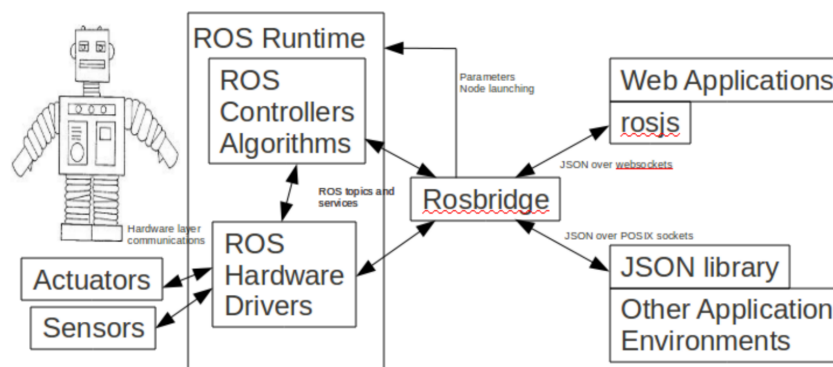 ROS Runtime
ROS
Controllers
Algorithms
Parameters
Node launching
Web Applications
rosjs
JSON over websockets
ROS topics and
services
Rosbridge
Hardware layer
communications
ROS
Hardware
Drivers
JSON over POSIX sockets
JSON library
Other Application
Environments
Actuators
Sensors